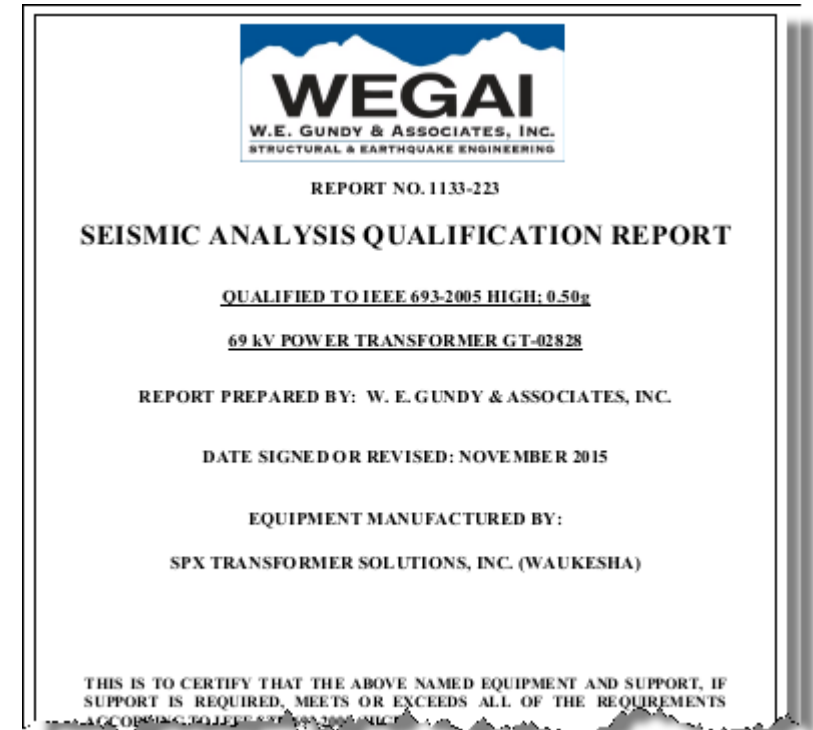 WEGAI
W.E. GUNDY & ASSOCIATES, INC.
STRUCTURAL & EARTHQUAKE ENGINEERING
REPORT NO. 1133-223
SEISMIC ANALYSIS QUALIFICATION REPORT
QUALIFIED TO IEEE 693-2005 HIGH; 0.50g
69 kV POWER TRANSFORMER GT-02828
REPORT PREPARED BY: W. E. GUNDY & ASSOCIATES, INC.
DATE SIGNED OR REVISED: NOVEMBER 2015
EQUIPMENT MANUFACTURED BY:
SPX TRANSFORMER SOLUTIONS, INC. (WAUKESHA)
THIS IS TO CERTIFY THAT THE ABOVE NAMED EQUIPMENT AND SUPPORT, IF
SUPPORT IS REQUIRED, MEETS OR EXCEEDS ALL OF THE REQUIREMENTS